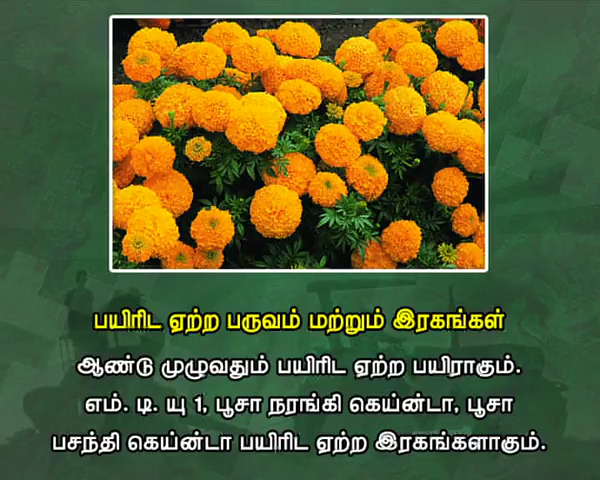 பயிரிட ஏற்ற பருவம் மற்றும் இரகங்கள்
ஆண்டு முழுவதும் பயிரிட ஏற்ற பயிராகும்.
எம். டி. யு 1, பூசா நரங்கி கெய்ன்டா, பூசா
பசந்தி கெய்ன்டா பயிரிட ஏற்ற இரகங்களாகும்.